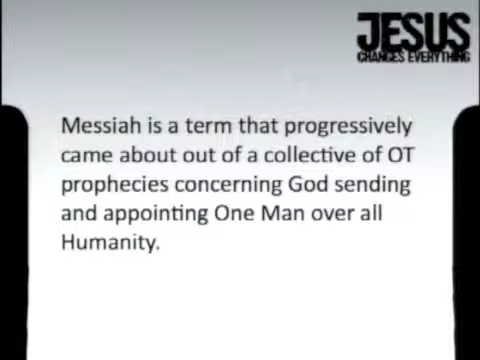 JESUS
CHANGES EVERYTHING
Messiah is a term that progressively
came about out of a collective of OT
prophecies concerning God sending
and appointing One Man over all
Humanity.